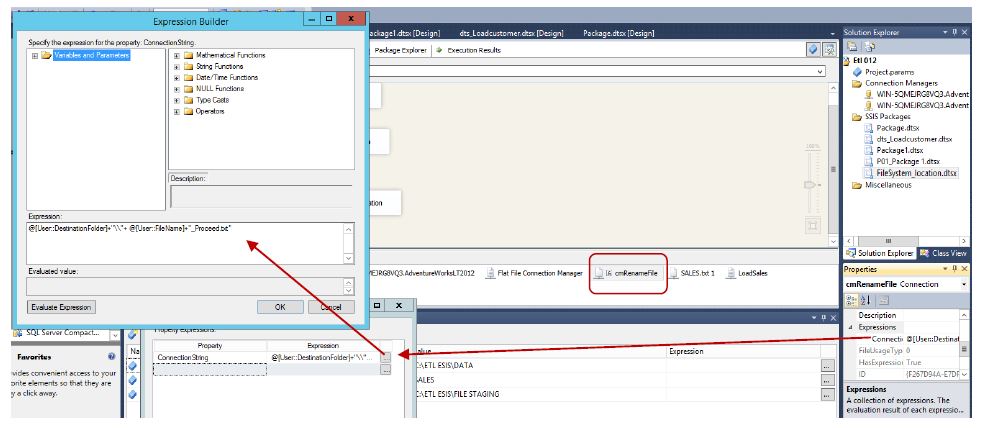 Expression Builder
Specify the expression for the property: ConnectionString.
Variables and Parameters
Mathematical Functions
String Functions
Date/Time Functions
NULL Functions
Type Casts
Operators
Description:
Expression:
@[User::DestinationFolder]+"\\"+ @[User::FileName]+"_Proceed.txt"
Evaluated value:
Evaluate Expression
OK
Cancel
ackage1.dtsx [Design]
dts_Loadcustomer.dtsx [Design]
Package.dtsx [Design]
Package Explorer
Execution Results
ation
100%
EJRG8VQ3.AdventureWorksLT2012
Flat File Connection Manager
cmRenameFile
SALES.txt 1
LoadSales
Solution Explorer
Etl 012
Project.params
Connection Managers
WIN-5QMEJRG8VQ3.Advent
WIN-5QMEJRG8VQ3.Advent
SSIS Packages
Package.dtsx
dts_Loadcustomer.dtsx
Package1.dtsx
P01_Package 1.dtsx
FileSystem_location.dtsx
Miscellaneous
Solution Explorer
Class View
Properties
cmRenameFile Connection
Description
Expressions
Connecti @[User::Destinat
FileUsageTyp 0
HasExpression True
ID {F267D94A-E7DF
Expressions
A collection of expressions. The
evaluation result of each expressio...
SQL Server Compact...
Favorites
vides convenient access to your
orite elements so that they are
y a click away.
Na
Property Expressions:
Property
Expression
ConnectionString
@[User::DestinationFolder]+"\\"...
...
...
alue
Expression
C:\ETL ESIS\DATA
...
SALES
...
C:\ETL ESIS\FILE STAGING
...